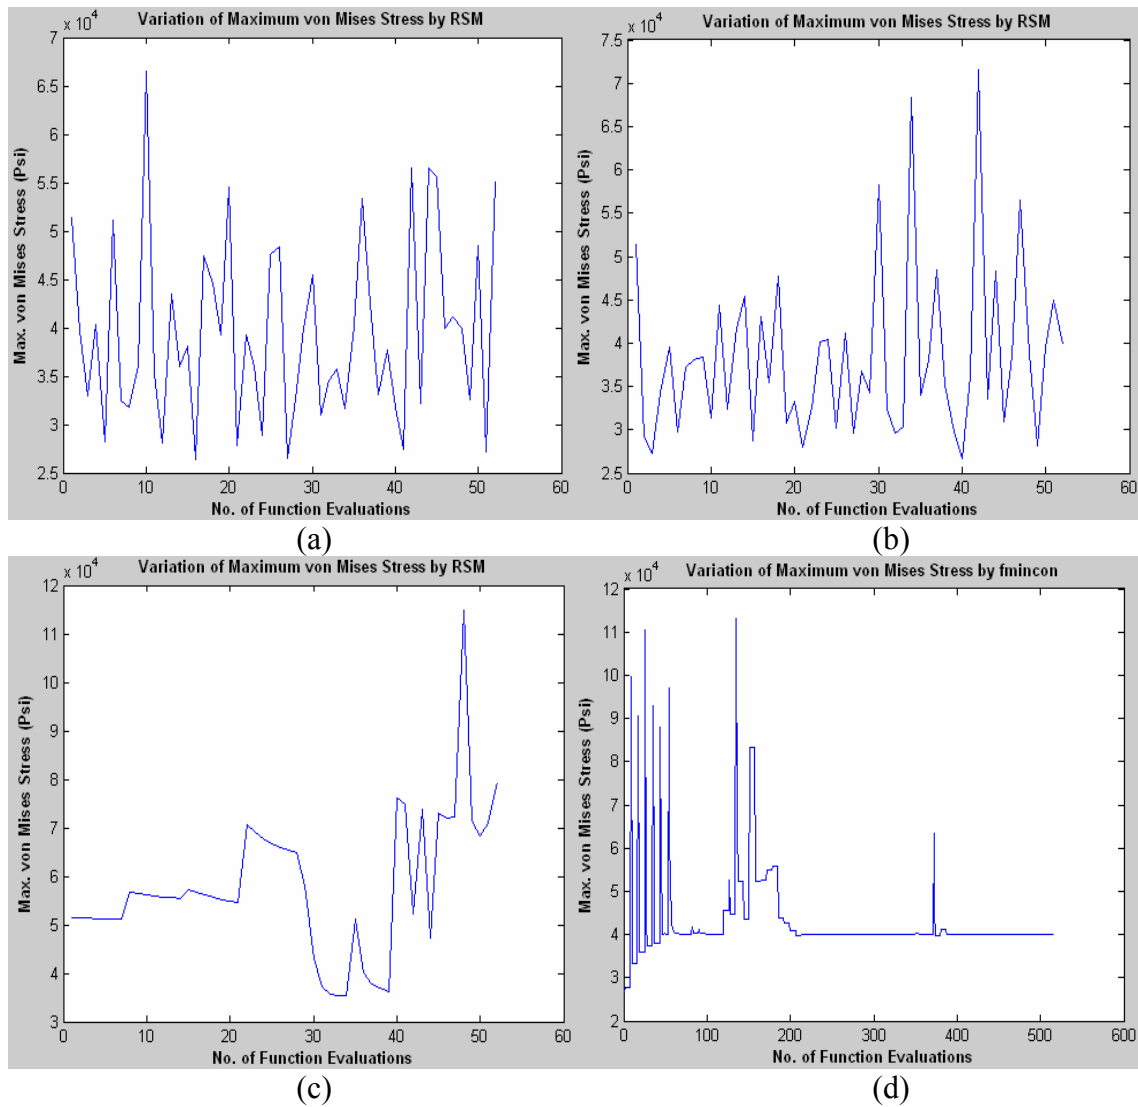 Variation of Maximum von Mises Stress by RSM
x 10^4
7
6.5
6
5.5
5
4.5
4
3.5
3
2.5
0 10 20 30 40 50 60
Max. von Mises Stress (Psi)
No. of Function Evaluations
(a)
Variation of Maximum von Mises Stress by RSM
x 10^4
7.5
7
6.5
6
5.5
5
4.5
4
3.5
3
2.5
0 10 20 30 40 50 60
Max. von Mises Stress (Psi)
No. of Function Evaluations
(b)
Variation of Maximum von Mises Stress by RSM
x 10^4
12
11
10
9
8
7
6
5
4
3
0 10 20 30 40 50 60
Max. von Mises Stress (Psi)
No. of Function Evaluations
(c)
Variation of Maximum von Mises Stress by fmincon
x 10^4
12
11
10
9
8
7
6
5
4
3
2
0 100 200 300 400 500 600
Max. von Mises Stress (Psi)
No. of Function Evaluations
(d)